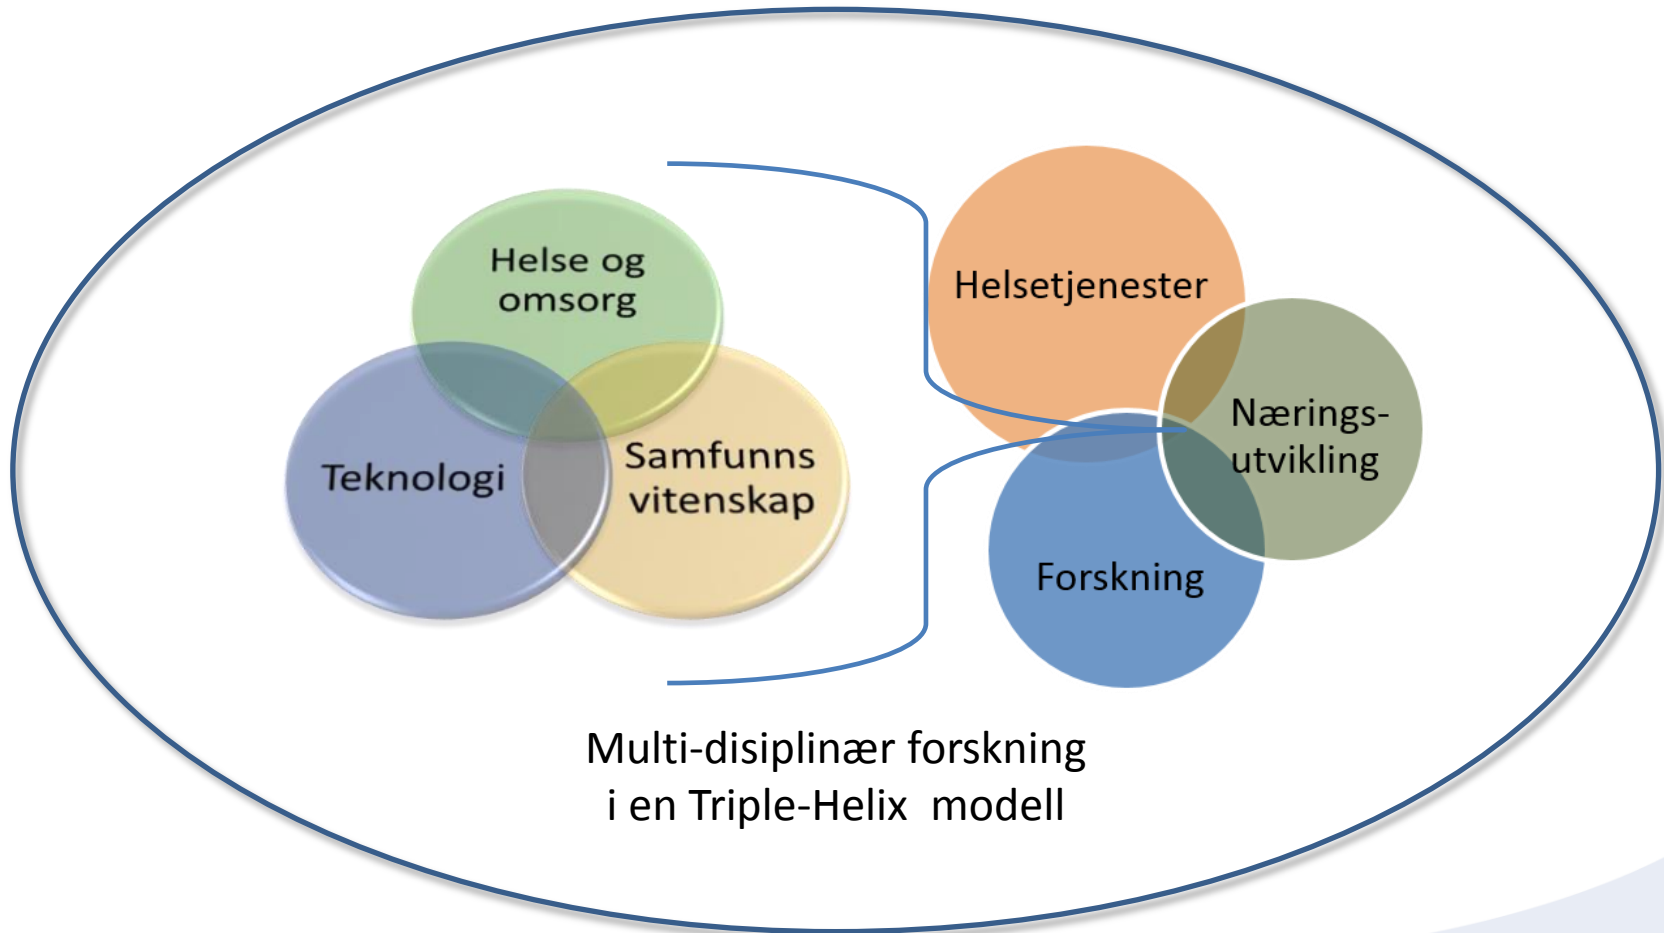 Helse og
omsorg
Teknologi
Samfunns
vitenskap
Helsetjenester
Nærings-
utvikling
Forskning
Multi-disiplinær forskning
i en Triple-Helix  modell